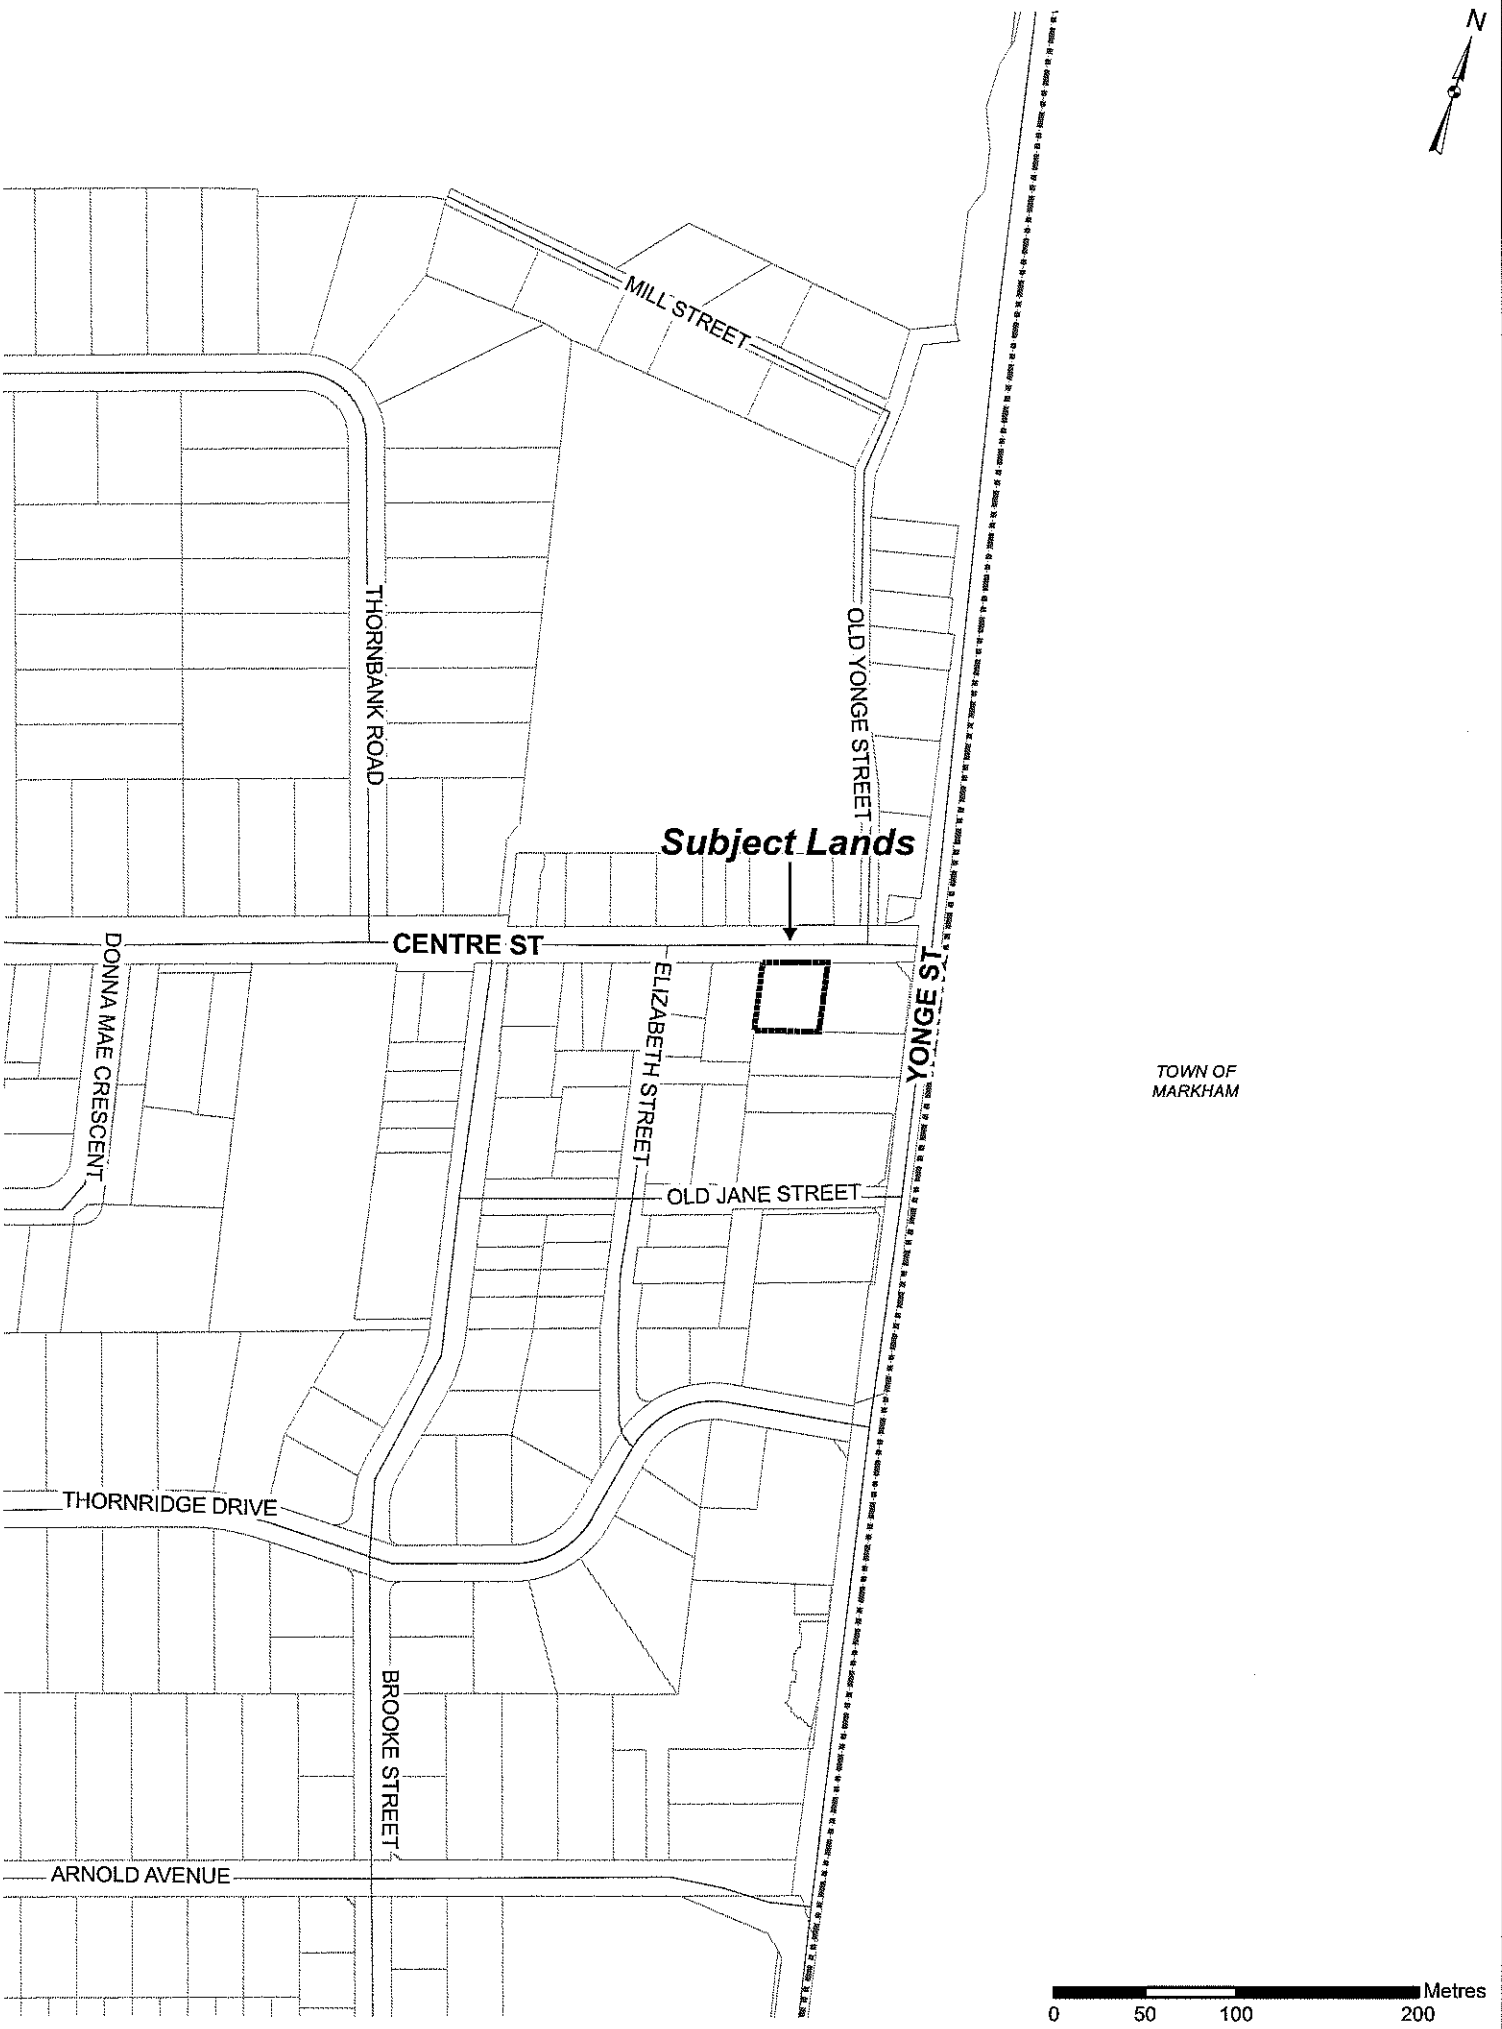 N
MILL STREET
THORNBANK ROAD
OLD YONGE STREET
Subject Lands
CENTRE ST
DONNA MAE CRESCENT
ELIZABETH STREET
YONGE ST
TOWN OF
MARKHAM
OLD JANE STREET
THORNRIDGE DRIVE
BROOKE STREET
ARNOLD AVENUE
Metres
0 50 100 200